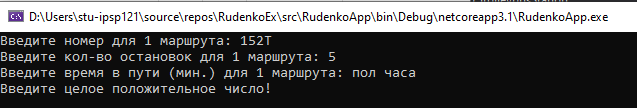 D:\Users\stu-ipsp121\source\repos\RudenkoEx\src\RudenkoApp\bin\Debug\netcoreapp3.1\RudenkoApp.exe
Введите номер для 1 маршрута: 152Т
Введите кол-во остановок для 1 маршрута: 5
Введите время в пути (мин.) для 1 маршрута: пол часа
Введите целое положительное число!